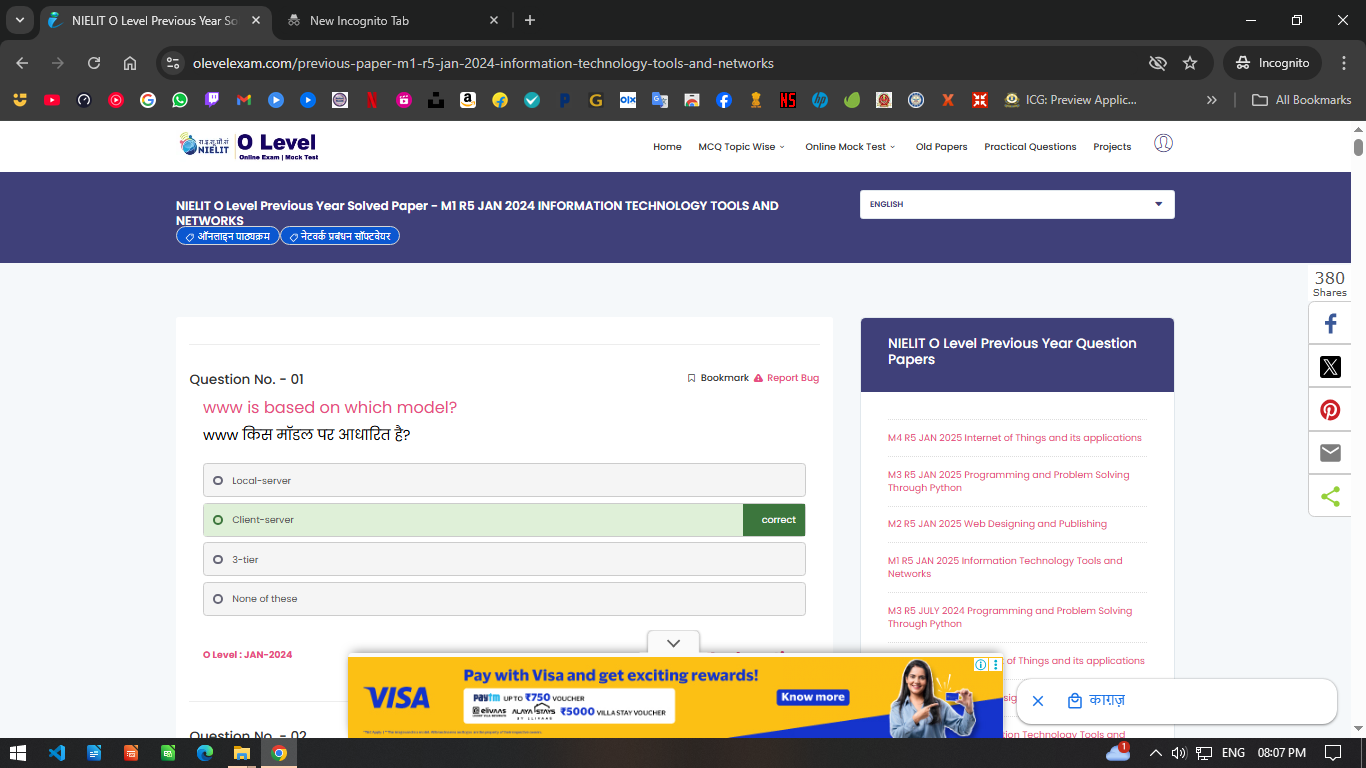 NIELIT O Level Previous Year So
New Incognito Tab
olevelexam.com/previous-paper-m1-r5-jan-2024-information-technology-tools-and-networks
Incognito
ICG: Preview Applic...
All Bookmarks
रा.इ.सू.प्रौ.सं
NIELIT
O Level
Online Exam | Mock Test
Home
MCQ Topic Wise
Online Mock Test
Old Papers
Practical Questions
Projects
NIELIT O Level Previous Year Solved Paper - M1 R5 JAN 2024 INFORMATION TECHNOLOGY TOOLS AND
NETWORKS
ऑनलाइन पाठ्यक्रम
नेटवर्क प्रबंधन सॉफ्टवेयर
ENGLISH
380
Shares
Question No. - 01
Bookmark
Report Bug
www is based on which model?
www किस मॉडल पर आधारित है?
Local-server
Client-server
correct
3-tier
None of these
O Level : JAN-2024
Question No. - 02
NIELIT O Level Previous Year Question
Papers
M4 R5 JAN 2025 Internet of Things and its applications
M3 R5 JAN 2025 Programming and Problem Solving
Through Python
M2 R5 JAN 2025 Web Designing and Publishing
M1 R5 JAN 2025 Information Technology Tools and
Networks
M3 R5 JULY 2024 Programming and Problem Solving
Through Python
of Things and its applications
Technology Tools and
Pay with Visa and get exciting rewards!
VISA
paytm UP TO ₹750 VOUCHER
elivaas
ALAYA STAYS
BY ELIVAAS
₹5000 VILLA STAY VOUCHER
Know more
काग़ज़
1
ENG
08:07 PM